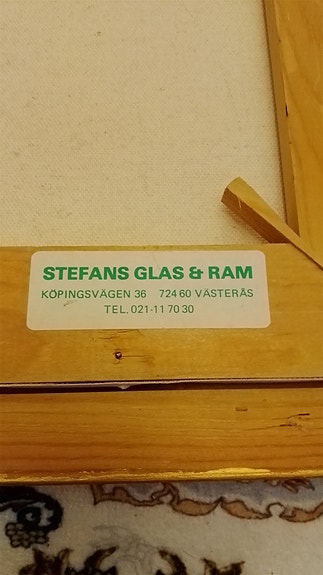 STEFANS GLAS & RAM
KÖPINGSVÄGEN 36 724 60 VÄSTERÅS
TEL. 021-11 70 30